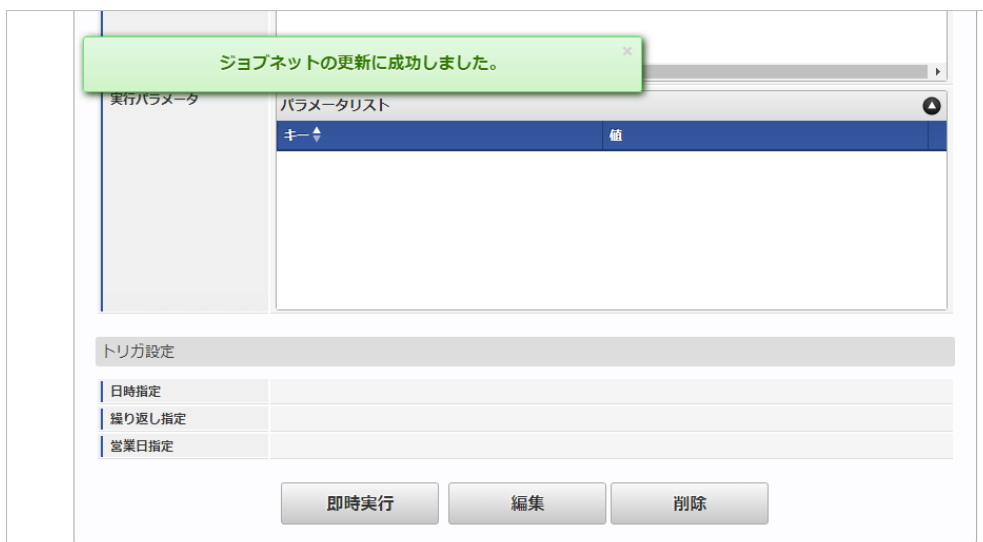 ジョブネットの更新に成功しました。
×
実行パラメータ
パラメータリスト
キー
値
トリガ設定
日時指定
繰り返し指定
営業日指定
即時実行
編集
削除